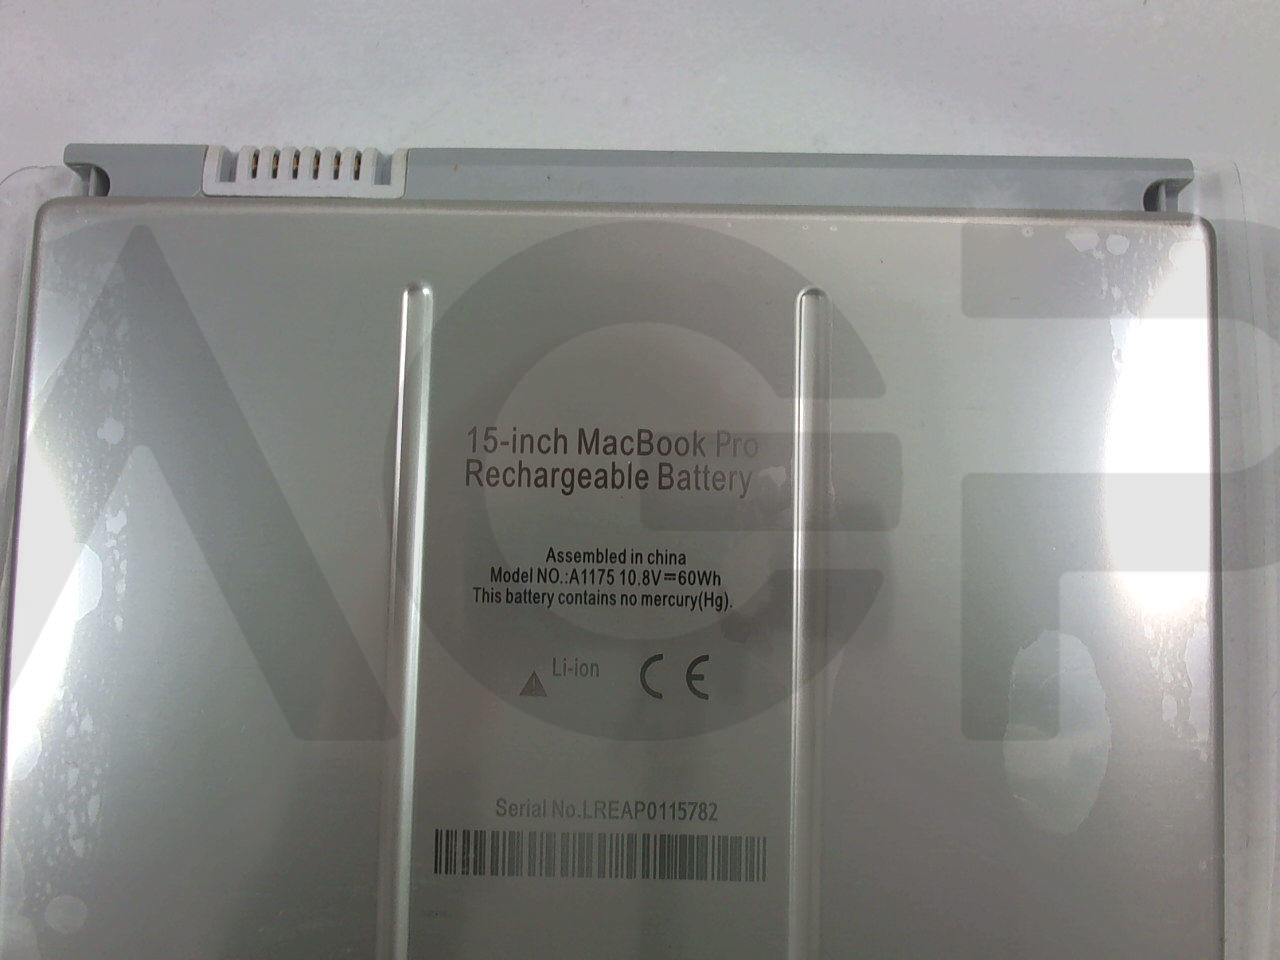 15-inch MacBook Pro
Rechargeable Battery
Assembled in china
Model NO.:A1175 10.8V⎓60Wh
This battery contains no mercury(Hg).
Li-ion
CE
Serial No.LREAP0115782
AGP